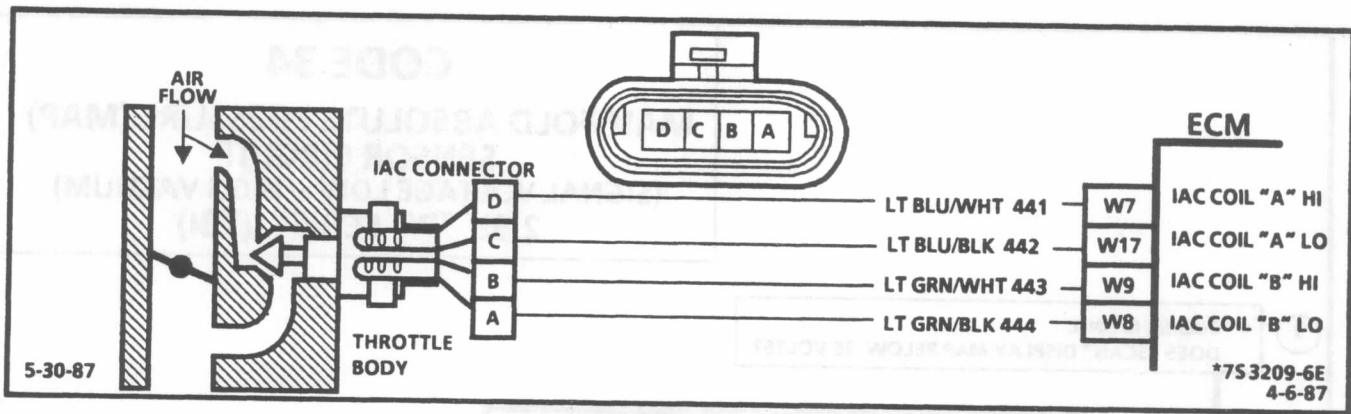 AIR
FLOW
IAC CONNECTOR
D
C
B
A
THROTTLE
BODY
5-30-87
D C B A
ECM
LT BLU/WHT 441 W7 IAC COIL "A" HI
LT BLU/BLK 442 W17 IAC COIL "A" LO
LT GRN/WHT 443 W9 IAC COIL "B" HI
LT GRN/BLK 444 W8 IAC COIL "B" LO
*7S 3209-6E
4-6-87
CODE 34